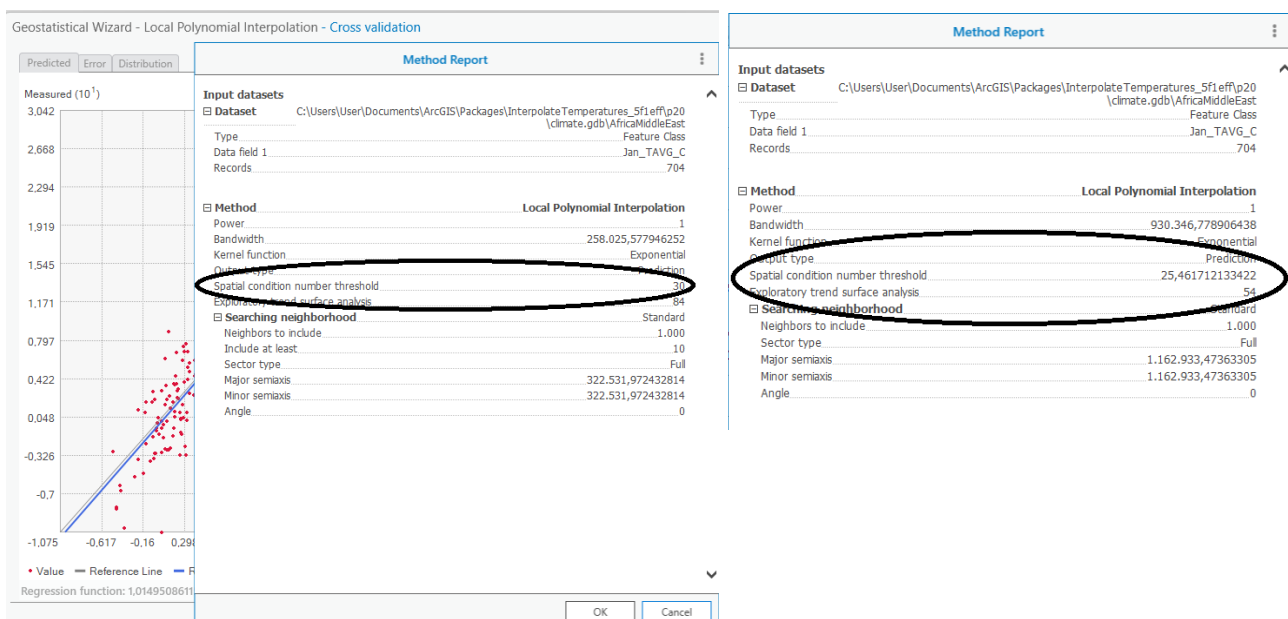 Geostatistical Wizard - Local Polynomial Interpolation - Cross validation
Predicted Error Distribution
Measured (10¹)
3,042
2,668
2,294
1,919
1,545
1,171
0,797
0,422
0,048
-0,326
-0,7
-1,075 -0,617 -0,16 0,298
Value Reference Line R
Regression function: 1,0149508611
Method Report
Input datasets
Dataset C:\Users\User\Documents\ArcGIS\Packages\InterpolateTemperatures_5f1eff\p20
\climate.gdb\AfricaMiddleEast
Type Feature Class
Data field 1 Jan_TAVG_C
Records 704
Method Local Polynomial Interpolation
Power 1
Bandwidth 258.025,577946252
Kernel function Exponential
Output type Prediction
Spatial condition number threshold 30
Exploratory trend surface analysis 84
Searching neighborhood Standard
Neighbors to include 1.000
Include at least 10
Sector type Full
Major semiaxis 322.531,972432814
Minor semiaxis 322.531,972432814
Angle 0
OK Cancel
Method Report
Input datasets
Dataset C:\Users\User\Documents\ArcGIS\Packages\InterpolateTemperatures_5f1eff\p20
\climate.gdb\AfricaMiddleEast
Type Feature Class
Data field 1 Jan_TAVG_C
Records 704
Method Local Polynomial Interpolation
Power 1
Bandwidth 930.346,778906438
Kernel function Exponential
Output type Prediction
Spatial condition number threshold 25,461712133422
Exploratory trend surface analysis 54
Searching neighborhood Standard
Neighbors to include 1.000
Sector type Full
Major semiaxis 1.162.933,47363305
Minor semiaxis 1.162.933,47363305
Angle 0